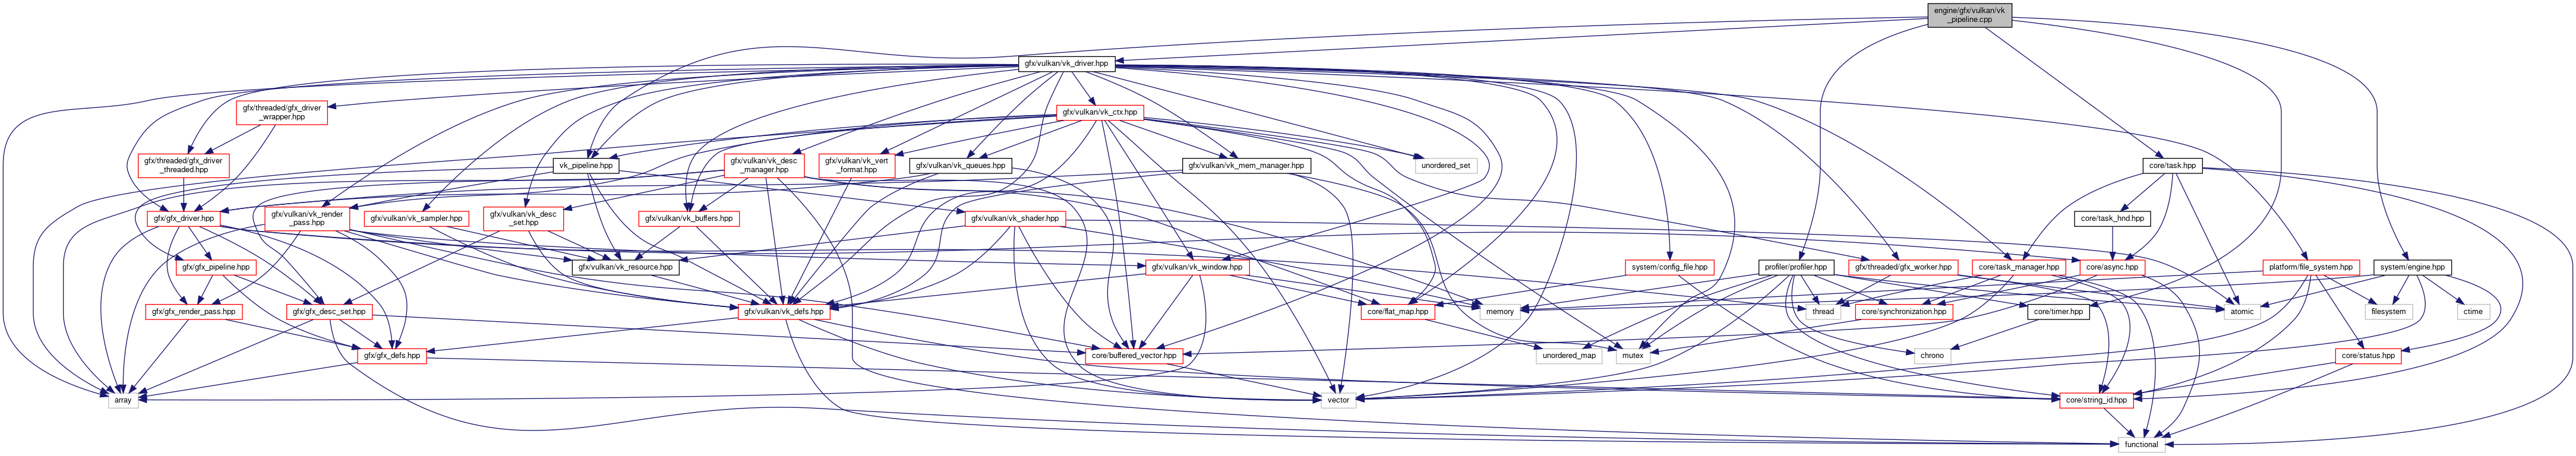 engine/gfx/vulkan/vk
_pipeline.cpp
gfx/vulkan/vk_driver.hpp
gfx/threaded/gfx_driver
_wrapper.hpp
gfx/vulkan/vk_ctx.hpp
gfx/threaded/gfx_driver
_threaded.hpp
vk_pipeline.hpp
gfx/vulkan/vk_desc
_manager.hpp
gfx/vulkan/vk_vert
_format.hpp
gfx/vulkan/vk_queues.hpp
gfx/vulkan/vk_mem_manager.hpp
unordered_set
core/task.hpp
gfx/gfx_driver.hpp
gfx/vulkan/vk_render
_pass.hpp
gfx/vulkan/vk_sampler.hpp
gfx/vulkan/vk_desc
_set.hpp
gfx/vulkan/vk_buffers.hpp
gfx/vulkan/vk_shader.hpp
core/task_hnd.hpp
gfx/gfx_pipeline.hpp
gfx/vulkan/vk_resource.hpp
gfx/vulkan/vk_window.hpp
system/config_file.hpp
profiler/profiler.hpp
gfx/threaded/gfx_worker.hpp
core/task_manager.hpp
core/async.hpp
platform/file_system.hpp
system/engine.hpp
gfx/gfx_render_pass.hpp
gfx/gfx_desc_set.hpp
gfx/vulkan/vk_defs.hpp
core/flat_map.hpp
memory
thread
core/synchronization.hpp
core/timer.hpp
atomic
filesystem
ctime
gfx/gfx_defs.hpp
core/buffered_vector.hpp
unordered_map
mutex
chrono
core/status.hpp
array
vector
core/string_id.hpp
functional